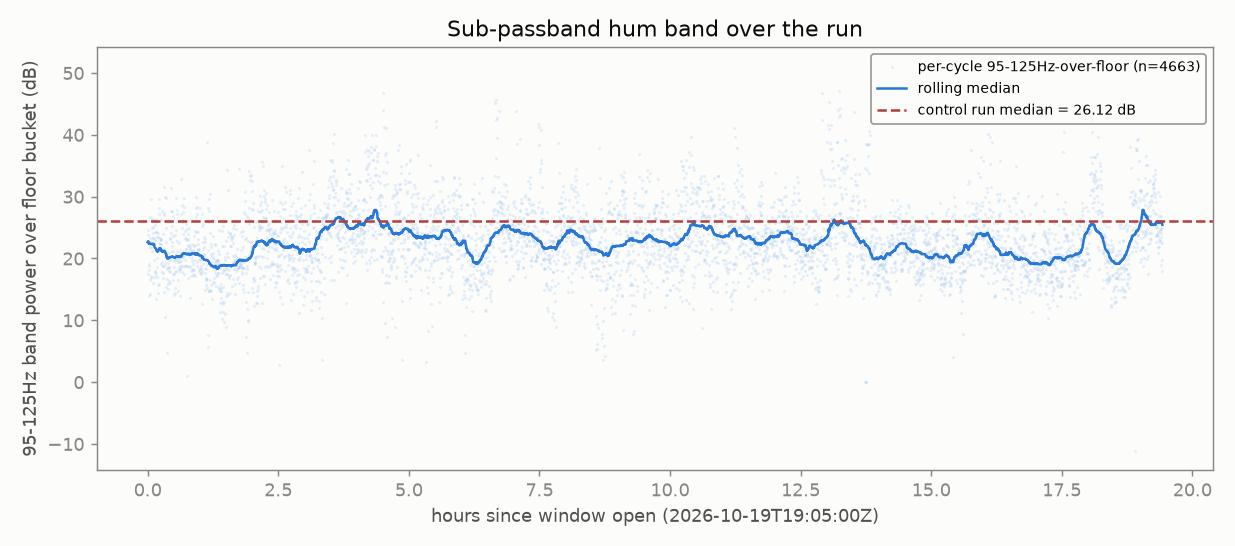 Sub-passband hum band over the run
per-cycle 95-125Hz-over-floor (n=4663)
rolling median
control run median = 26.12 dB
95-125Hz band power over floor bucket (dB)
50
40
30
20
10
0
−10
0.0 2.5 5.0 7.5 10.0 12.5 15.0 17.5 20.0
hours since window open (2026-10-19T19:05:00Z)